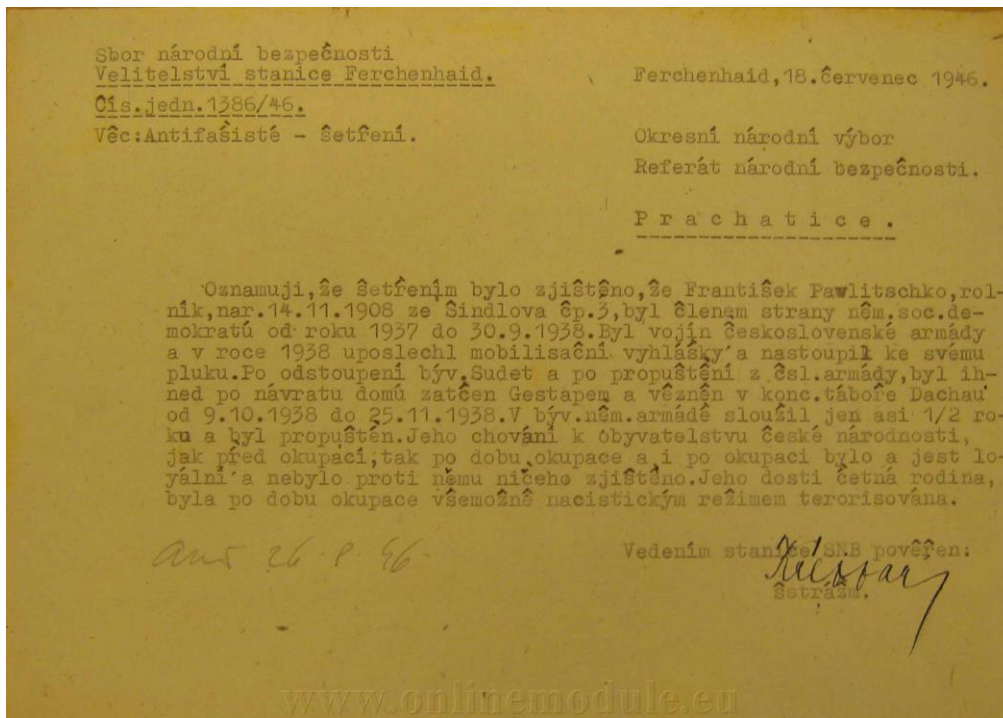 Sbor národní bezpečnosti
Velitelství stanice Ferchenhaid.
Čís.jedn.1386/46.
Věc:Antifašisté - šetření.
Ferchenhaid,18.červenec 1946.
Okresní národní výbor
Referát národní bezpečnosti.
Prachatice.
Oznamuji,že šetřením bylo zjištěno,že František Pawlitschko,rol-
ník,nar.14.11.1908 ze Šindlova čp.3,byl členem strany něm.soc.de-
mokratů od roku 1937 do 30.9.1938.Byl vojín československé armády
a v roce 1938 uposlechl mobilisační vyhlášky a nastoupil ke svému
pluku.Po odstoupení býv.Sudet a po propuštění z čsl.armády,byl ih-
ned po návratu domů zatčen Gestapem a vězněn v konc.táboře Dachau
od 9.10.1938 do 25.11.1938.V býv.něm.armádě sloužil jen asi 1/2 ro-
ku a byl propuštěn.Jeho chování k obyvatelstvu české národnosti,
jak před okupací,tak po dobu okupace a i po okupaci bylo a jest lo-
yální a nebylo proti němu ničeho zjištěno.Jeho dosti četná rodina,
byla po dobu okupace všemožně nacistickým režimem terorisována.
Vedením stanice SNB pověřen:
26 8 46
šstrážm.
www.onlinemodule.eu